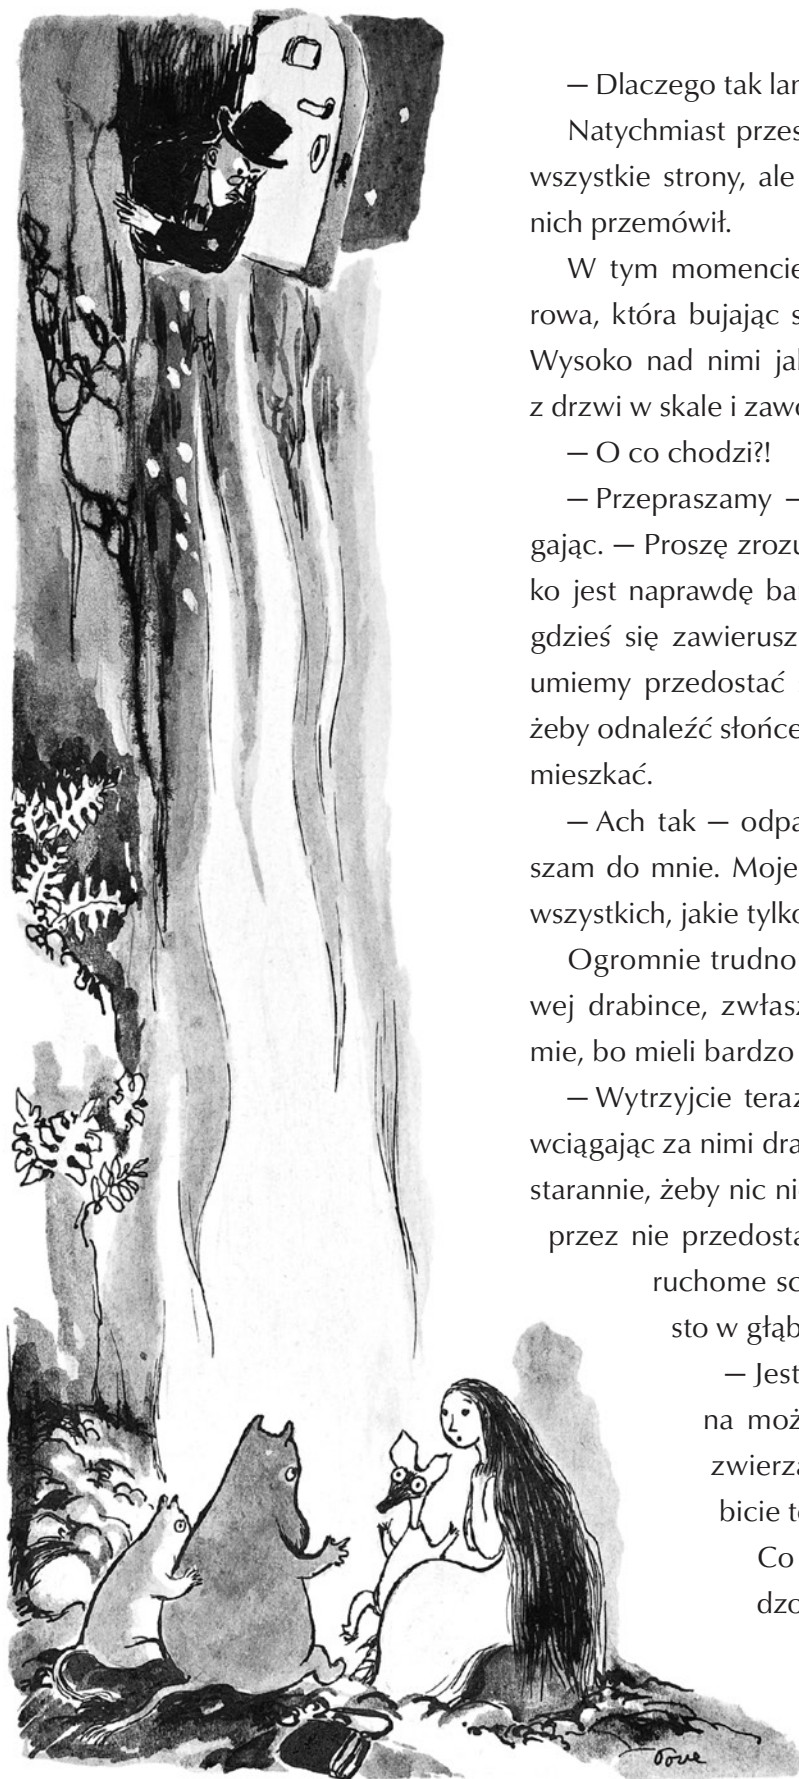 — Dlaczego tak lar
Natychmiast przes
wszystkie strony, ale
nich przemówił.
W tym momencie
rowa, która bujając s
Wysoko nad nimi jak
z drzwi w skale i zawo
— O co chodzi?!
— Przepraszamy —
gając. — Proszę zrozu
ko jest naprawdę bar
gdzieś się zawierusz
umiemy przedostać
żeby odnaleźć słońce
mieszkać.
— Ach tak — odpa
szam do mnie. Moje
wszystkich, jakie tylko
Ogromnie trudno
wej drabince, zwłasz
mie, bo mieli bardzo
— Wytrzyjcie teraz
wciągając za nimi dra
starannie, żeby nic ni
przez nie przedosta
ruchome sc
sto w głąb
— Jest
na moż
zwierza
bicie te
Co
dzo
Tove